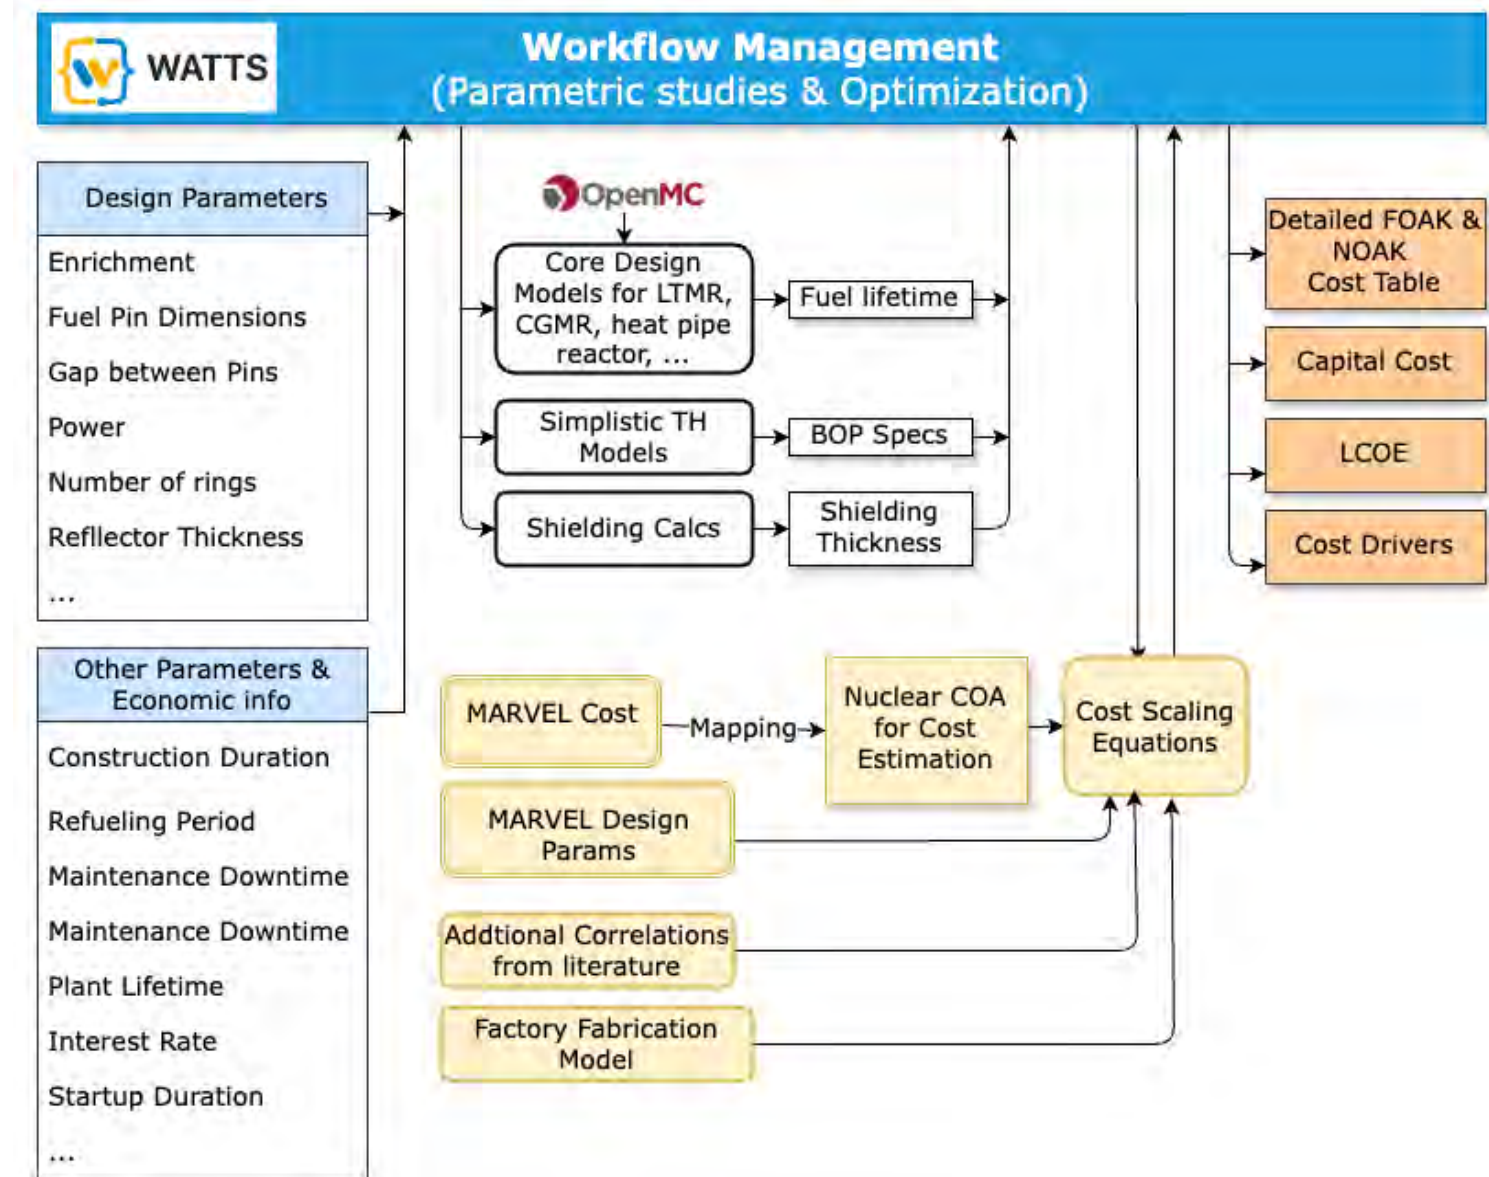 WATTS
Workflow Management
(Parametric studies & Optimization)
Design Parameters
Enrichment
Fuel Pin Dimensions
Gap between Pins
Power
Number of rings
Refllector Thickness
...
Other Parameters &
Economic info
Construction Duration
Refueling Period
Maintenance Downtime
Maintenance Downtime
Plant Lifetime
Interest Rate
Startup Duration
...
OpenMC
Core Design
Models for LTMR,
CGMR, heat pipe
reactor, ...
Fuel lifetime
Simplistic TH
Models
BOP Specs
Shielding Calcs
Shielding
Thickness
MARVEL Cost
Mapping
Nuclear COA
for Cost
Estimation
Cost Scaling
Equations
MARVEL Design
Params
Addtional Correlations
from literature
Factory Fabrication
Model
Detailed FOAK &
NOAK
Cost Table
Capital Cost
LCOE
Cost Drivers